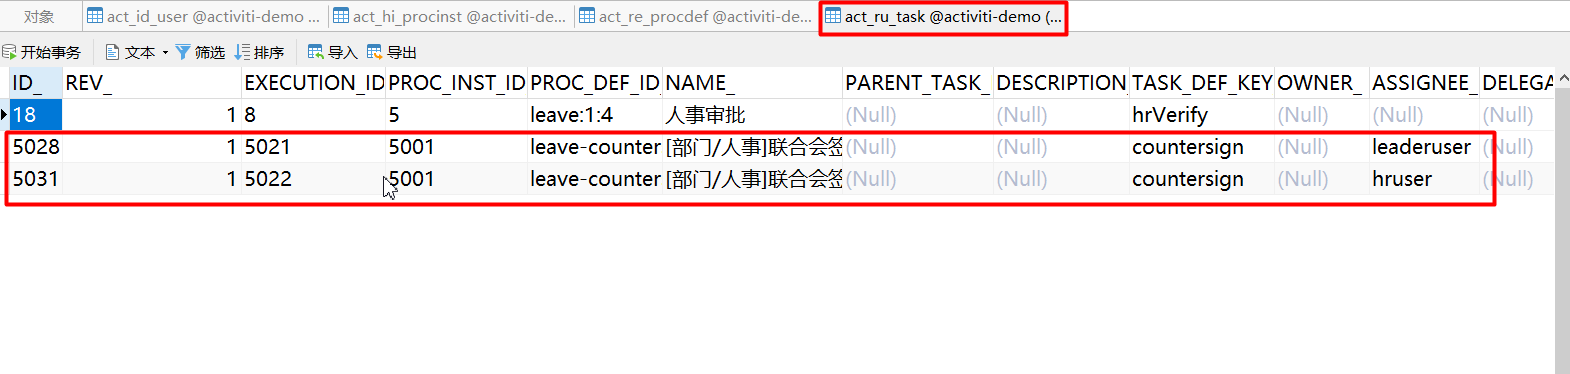 对象 act_id_user @activiti-demo ... act_hi_procinst @activiti-de... act_re_procdef @activiti-de... act_ru_task @activiti-demo (...
开始事务 文本 筛选 排序 导入 导出
ID_ REV_ EXECUTION_ID PROC_INST_ID PROC_DEF_ID_ NAME_ PARENT_TASK_ DESCRIPTION_ TASK_DEF_KEY OWNER_ ASSIGNEE_ DELEGA
18 1 8 5 leave:1:4 人事审批 (Null) (Null) hrVerify (Null) (Null) (Null)
5028 1 5021 5001 leave-counter [部门/人事]联合会签 (Null) (Null) countersign (Null) leaderuser (Null)
5031 1 5022 5001 leave-counter [部门/人事]联合会签 (Null) (Null) countersign (Null) hruser (Null)